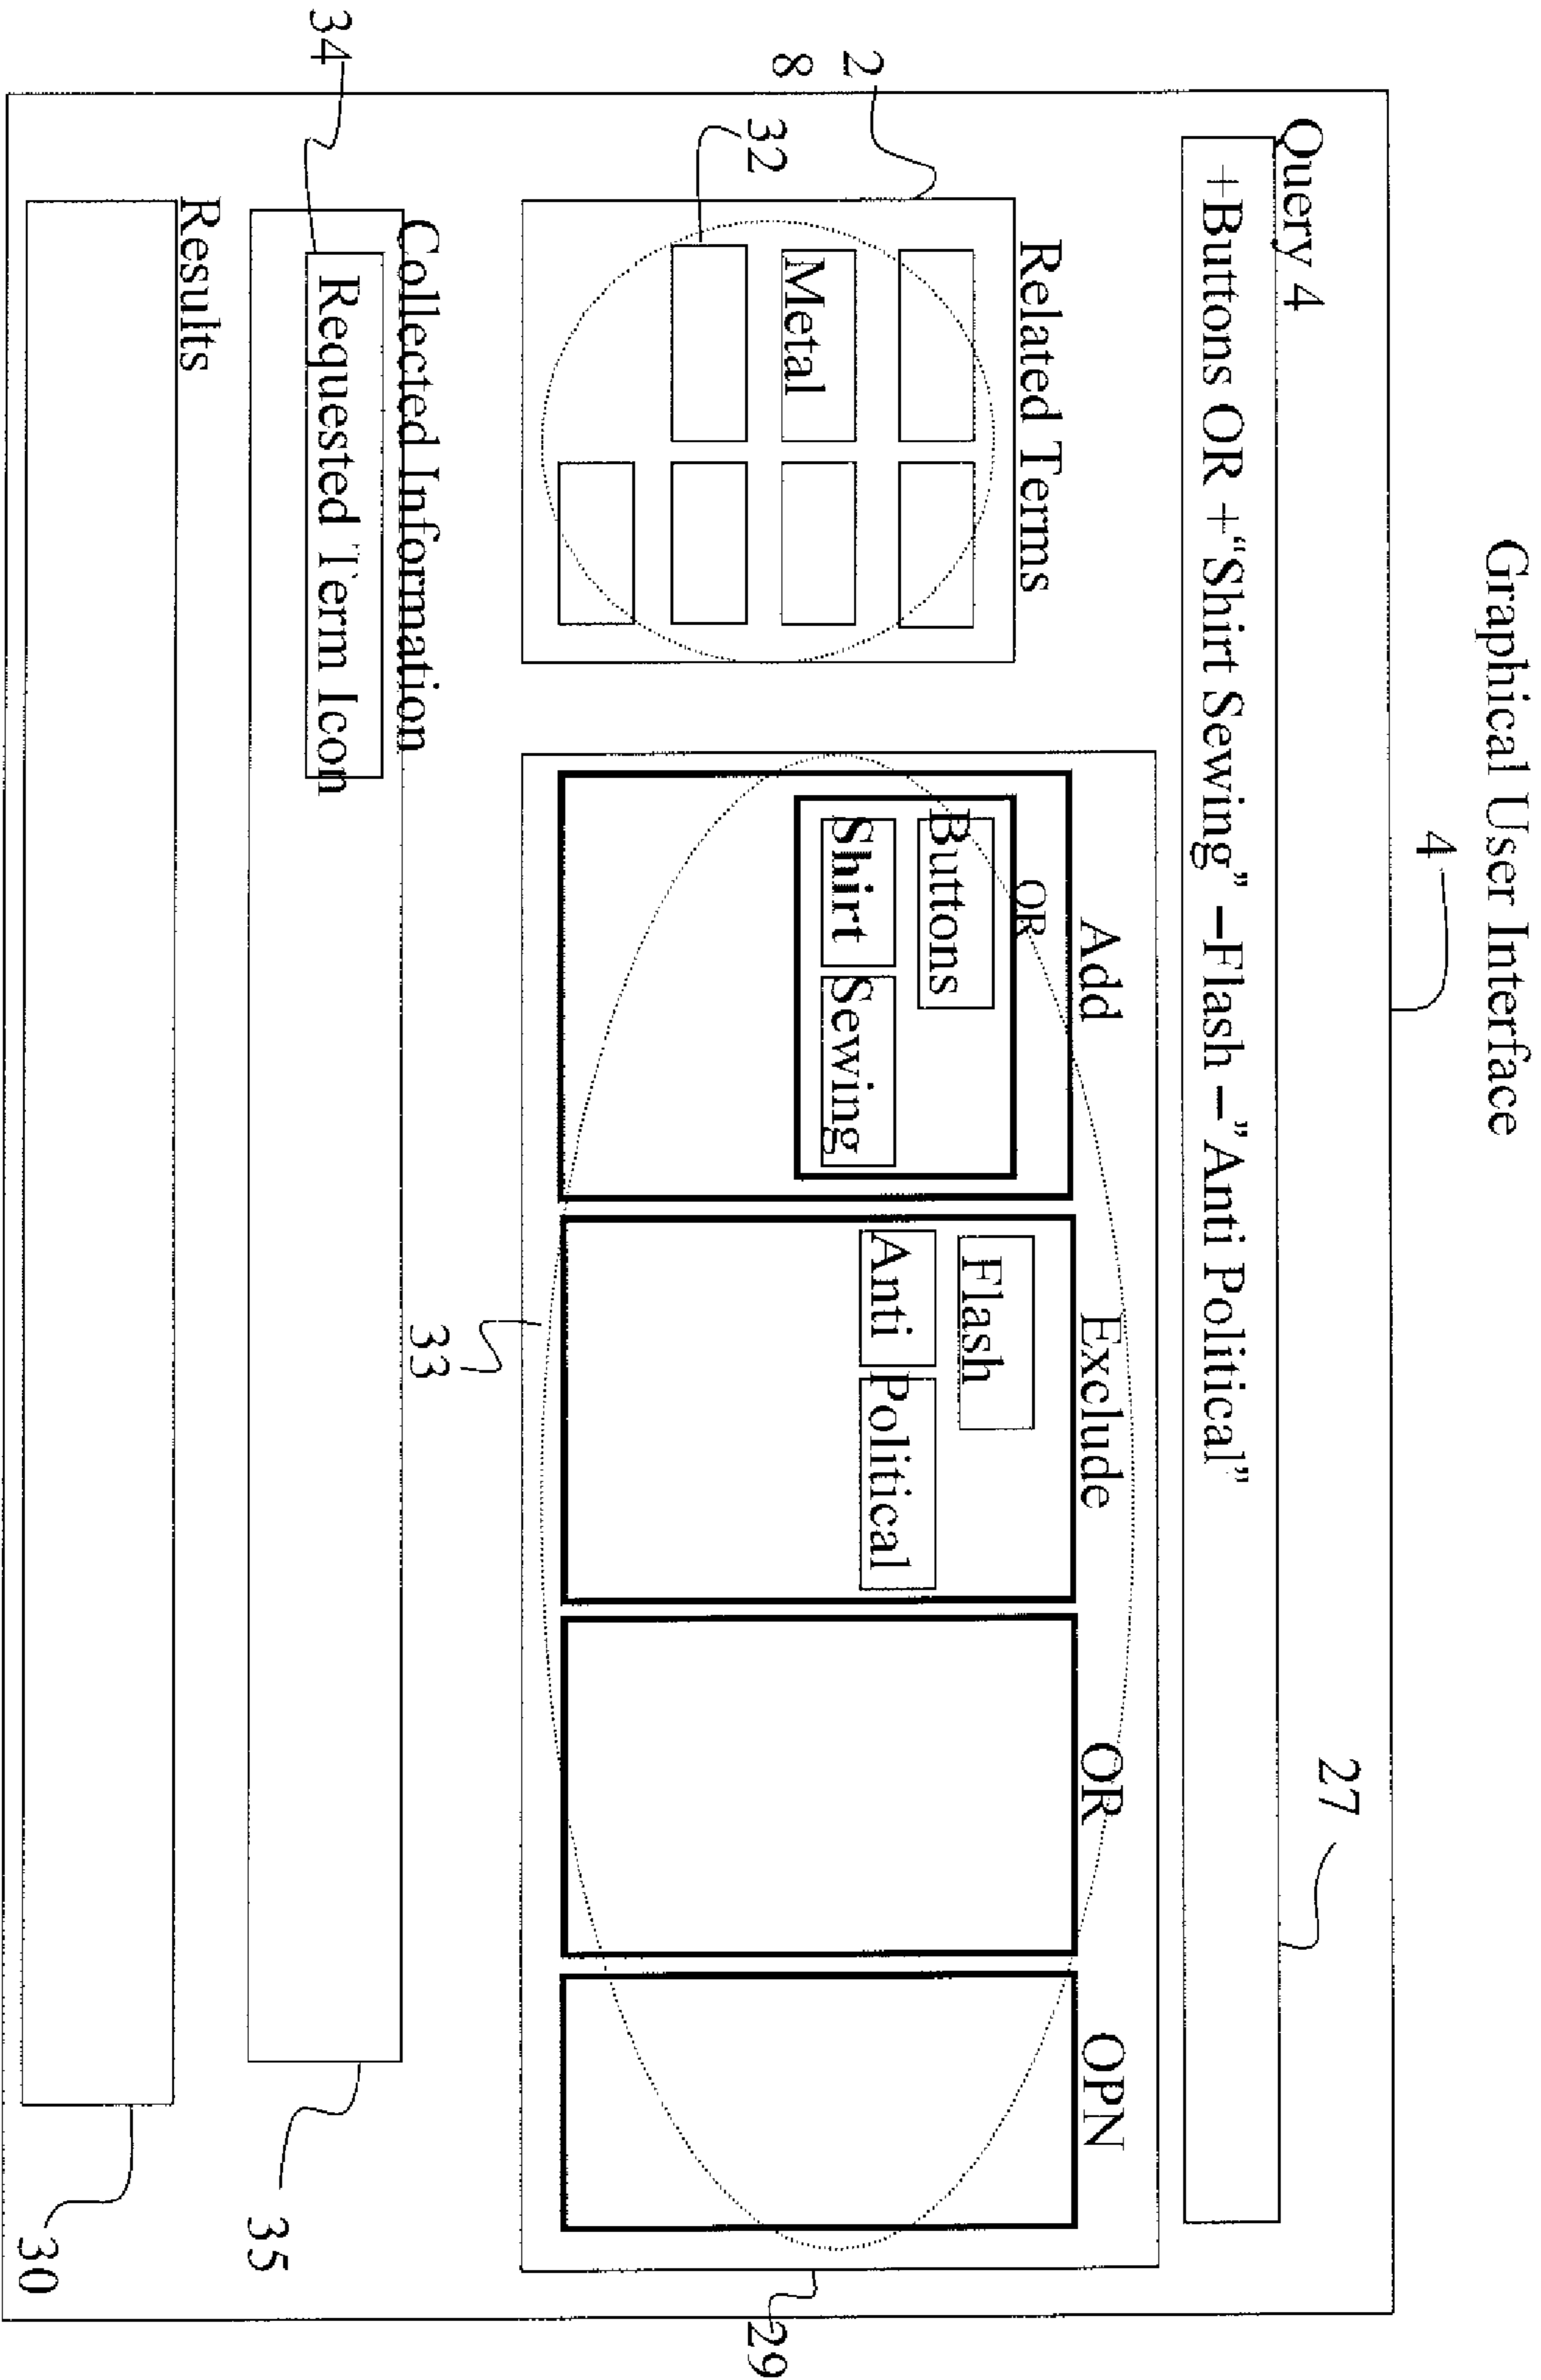 Graphical User Interface
4
27
Query 4
+Buttons OR +“Shirt Sewing” –Flash –”Anti Political”
28
Related Terms
Metal
32
Add
Exclude
OR
OPN
OR
Buttons
Shirt Sewing
Flash
Anti Political
29
33
Collected Information
34
Requested Term Icon
35
Results
30